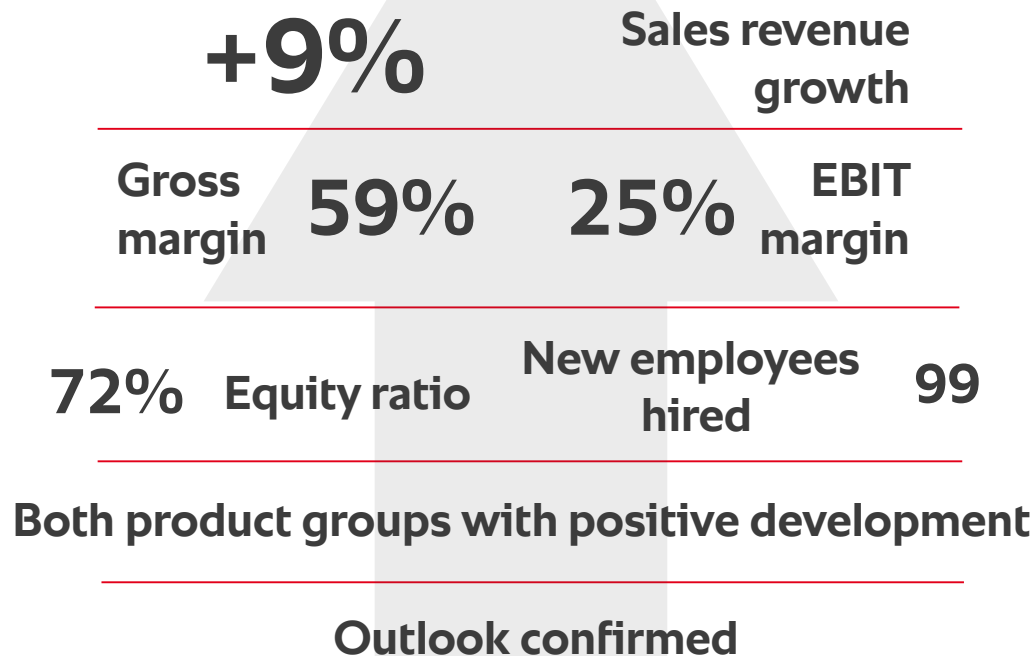 +9%
Sales revenue
growth
Gross
margin
59%
25%
EBIT
margin
72%
Equity ratio
New employees
hired
99
Both product groups with positive development
Outlook confirmed